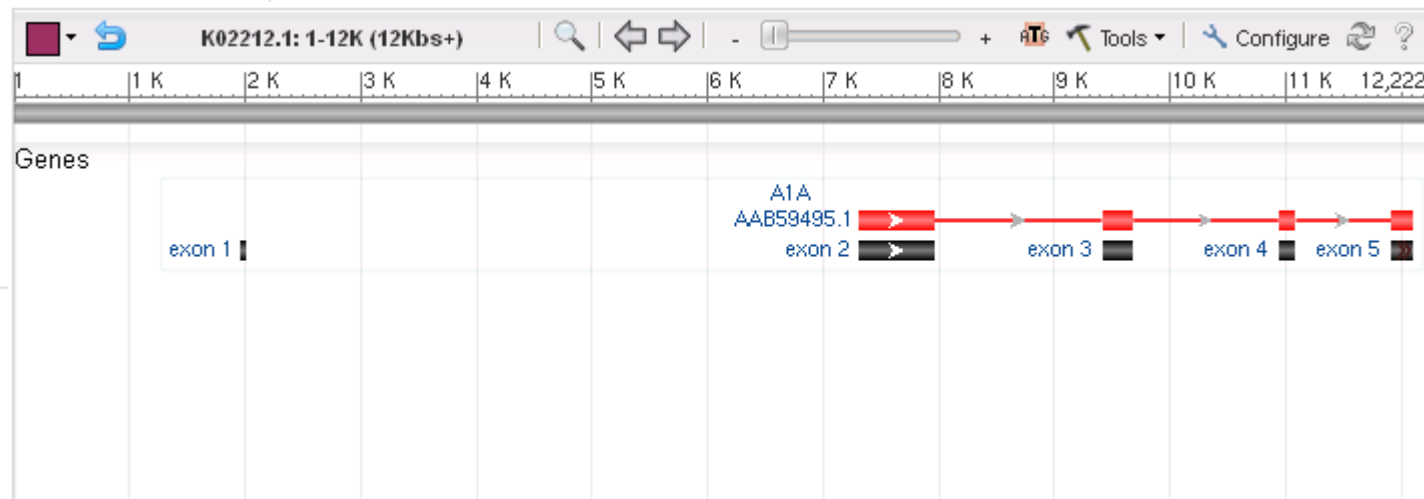 K02212.1: 1-12K (12Kbs+) - + ATG Tools Configure ?
1 1 K 2 K 3 K 4 K 5 K 6 K 7 K 8 K 9 K 10 K 11 K 12,222
Genes
A1A
AAB59495.1
exon 1 exon 2 exon 3 exon 4 exon 5